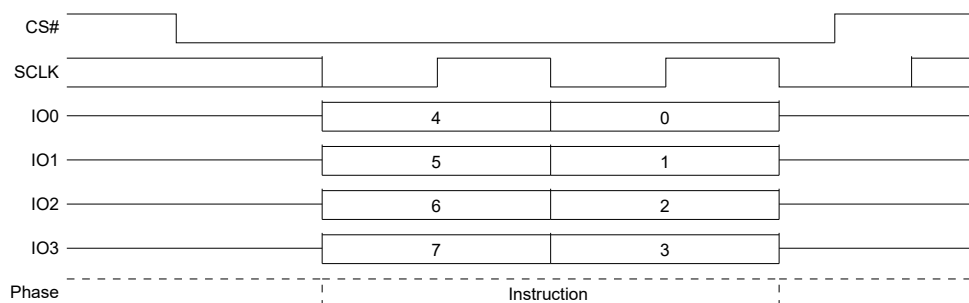 CS#
SCLK
IO0 4 0
IO1 5 1
IO2 6 2
IO3 7 3
Phase Instruction